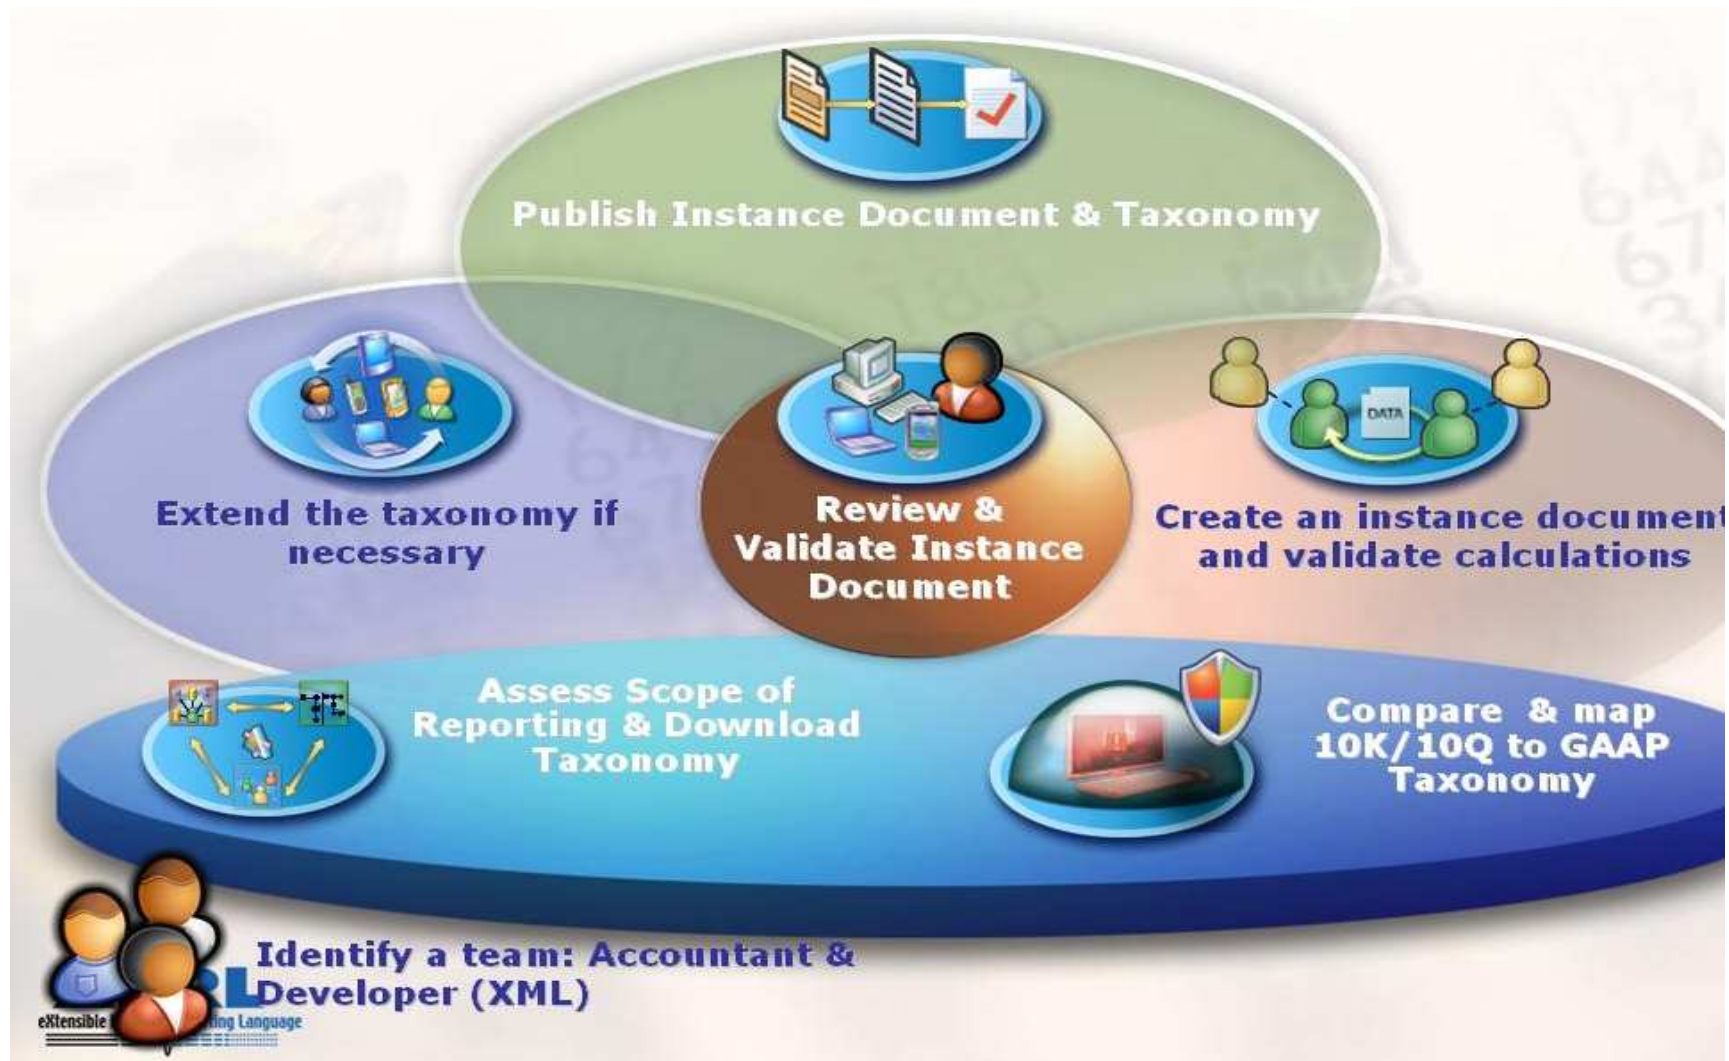 Publish Instance Document & Taxonomy
Extend the taxonomy if
necessary
Review &
Validate Instance
Document
DATA
Create an instance document
and validate calculations
Assess Scope of
Reporting & Download
Taxonomy
Compare & map
10K/10Q to GAAP
Taxonomy
Identify a team: Accountant &
Developer (XML)
RL
eXtensible
ing Language